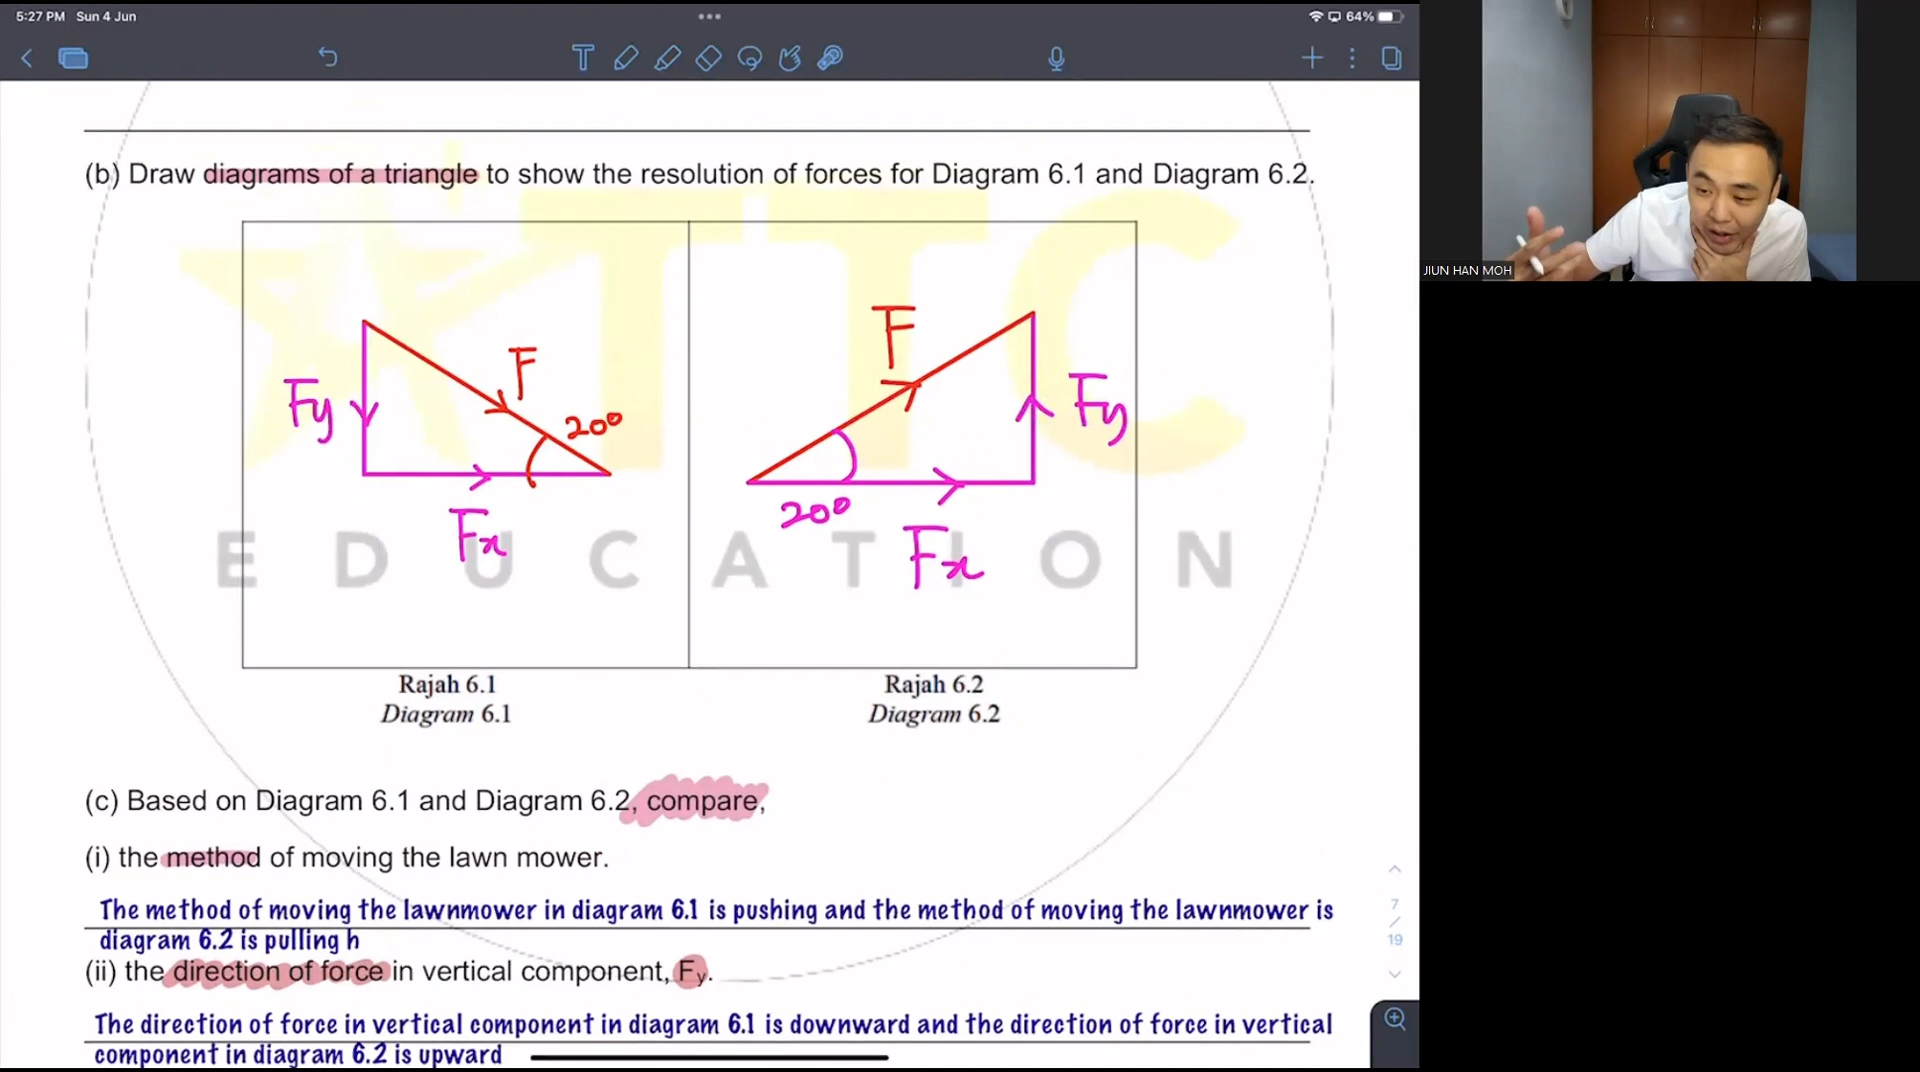 5:27 PM Sun 4 Jun
64%
(b) Draw diagrams of a triangle to show the resolution of forces for Diagram 6.1 and Diagram 6.2.
TTC
F
F
Fy
20°
Fy
20°
Fx
Fx
EDUCATION
Rajah 6.1
Diagram 6.1
Rajah 6.2
Diagram 6.2
(c) Based on Diagram 6.1 and Diagram 6.2, compare,
(i) the method of moving the lawn mower.
The method of moving the lawnmower in diagram 6.1 is pushing and the method of moving the lawnmower is
diagram 6.2 is pulling h
(ii) the direction of force in vertical component, Fy.
The direction of force in vertical component in diagram 6.1 is downward and the direction of force in vertical
component in diagram 6.2 is upward
7
/
19
JIUN HAN MOH